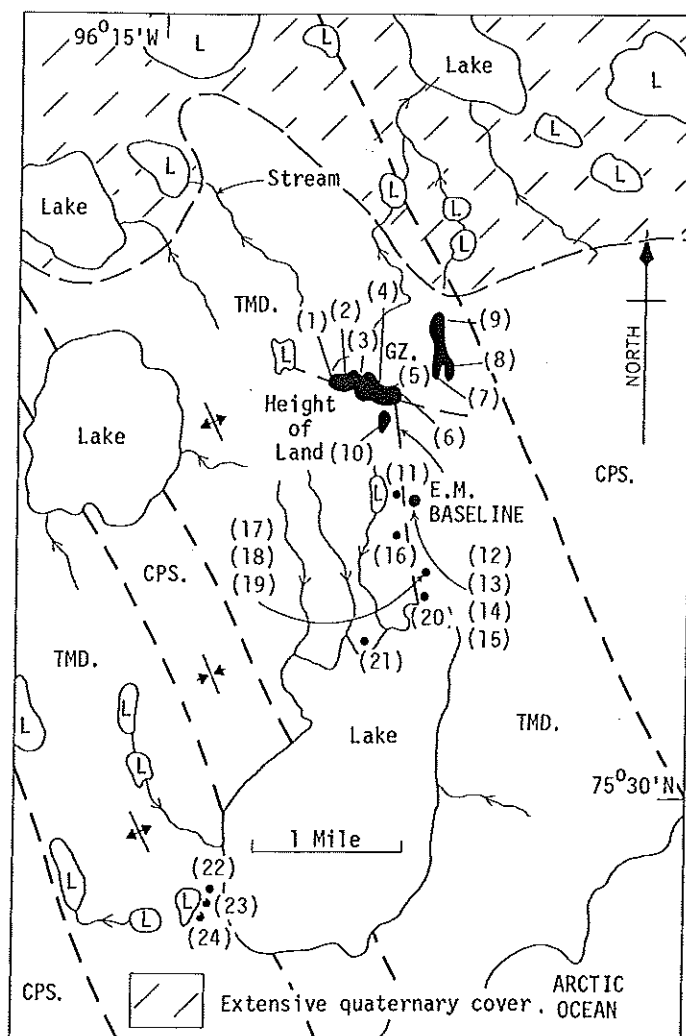 96°15'W
L
L
Lake
L
L
L
L
L
Lake
Stream
L
L
L
L
(4)
TMD.
(2)
(1)
(3)
(9)
GZ.
L
(8)
(5)
(7)
NORTH
Height
of
Land
(6)
(10)
Lake
(11)
CPS.
L
E.M.
BASELINE
(17)
(18)
(19)
(16)
(12)
(13)
(14)
(15)
CPS.
(20)
(21)
TMD.
L
L
Lake
TMD.
L
75°30'N
1 Mile
(22)
L
L
(23)
L
(24)
CPS.
Extensive quaternary cover.
ARCTIC
OCEAN